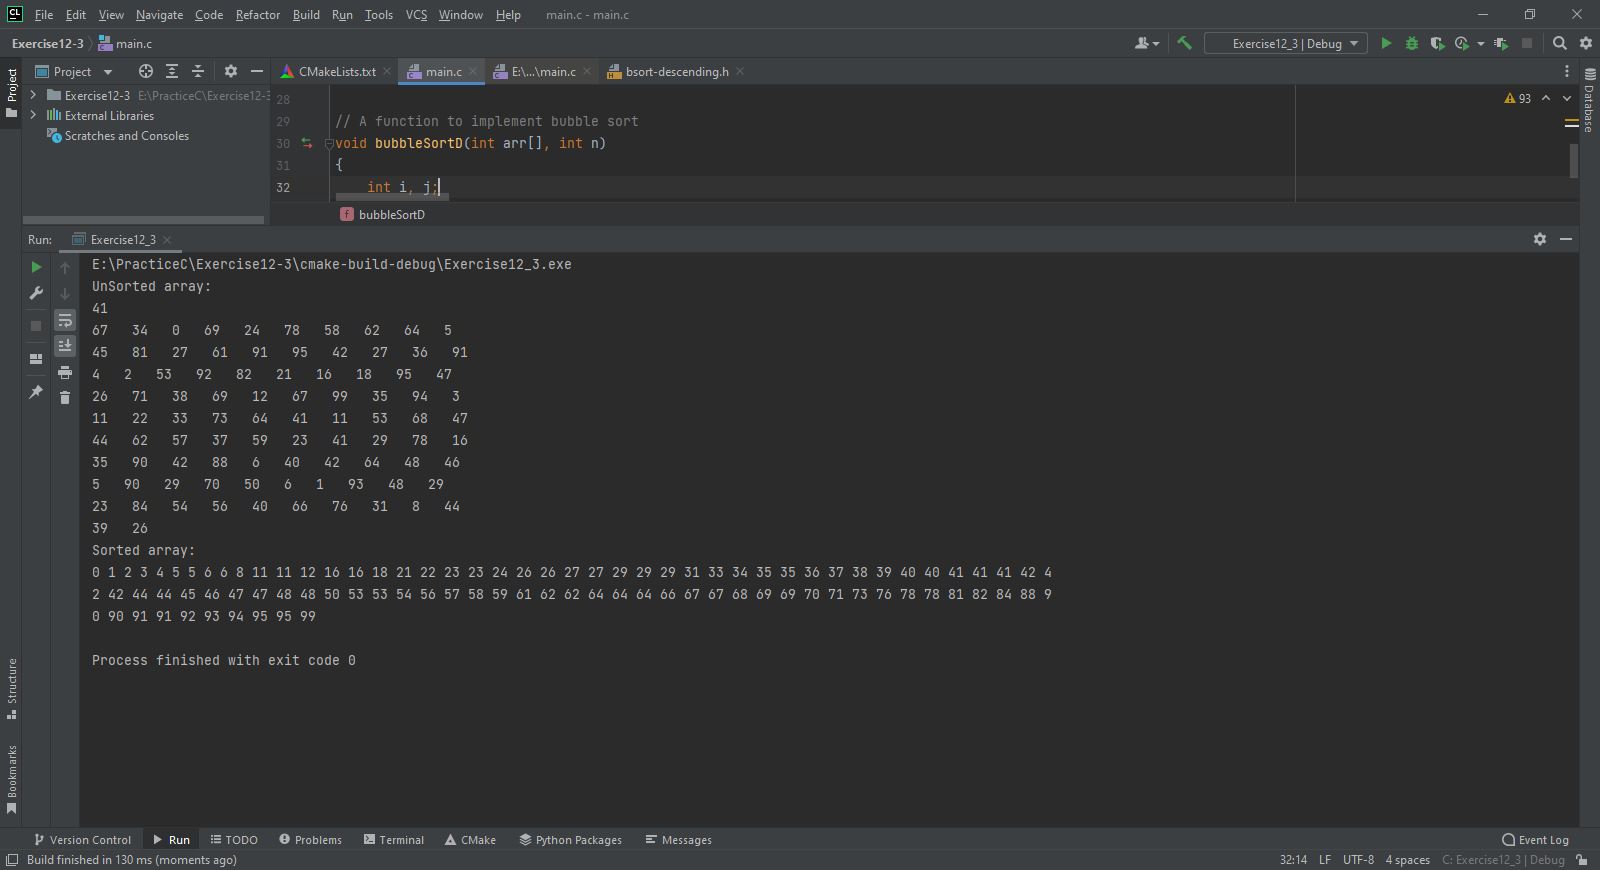 CL File Edit View Navigate Code Refactor Build Run Tools VCS Window Help main.c - main.c
Exercise12-3 main.c Exercise12_3 | Debug
Project Project CMakeLists.txt main.c E:\...\main.c bsort-descending.h
Exercise12-3 E:\PracticeC\Exercise12-3
External Libraries
Scratches and Consoles
28 93
29 // A function to implement bubble sort
30 void bubbleSortD(int arr[], int n)
31 {
32 int i, j;
f bubbleSortD
Database
Run: Exercise12_3
E:\PracticeC\Exercise12-3\cmake-build-debug\Exercise12_3.exe
UnSorted array:
41
67 34 0 69 24 78 58 62 64 5
45 81 27 61 91 95 42 27 36 91
4 2 53 92 82 21 16 18 95 47
26 71 38 69 12 67 99 35 94 3
11 22 33 73 64 41 11 53 68 47
44 62 57 37 59 23 41 29 78 16
35 90 42 88 6 40 42 64 48 46
5 90 29 70 50 6 1 93 48 29
23 84 54 56 40 66 76 31 8 44
39 26
Sorted array:
0 1 2 3 4 5 5 6 6 8 11 11 12 16 16 18 21 22 23 23 24 26 26 27 27 29 29 29 31 33 34 35 35 36 37 38 39 40 40 41 41 41 42 4
2 42 44 44 45 46 47 47 48 48 50 53 53 54 56 57 58 59 61 62 62 64 64 64 66 67 67 68 69 69 70 71 73 76 78 78 81 82 84 88 9
0 90 91 91 92 93 94 95 95 99
Process finished with exit code 0
Structure
Bookmarks
Version Control Run TODO Problems Terminal CMake Python Packages Messages Event Log
Build finished in 130 ms (moments ago) 32:14 LF UTF-8 4 spaces C: Exercise12_3 | Debug